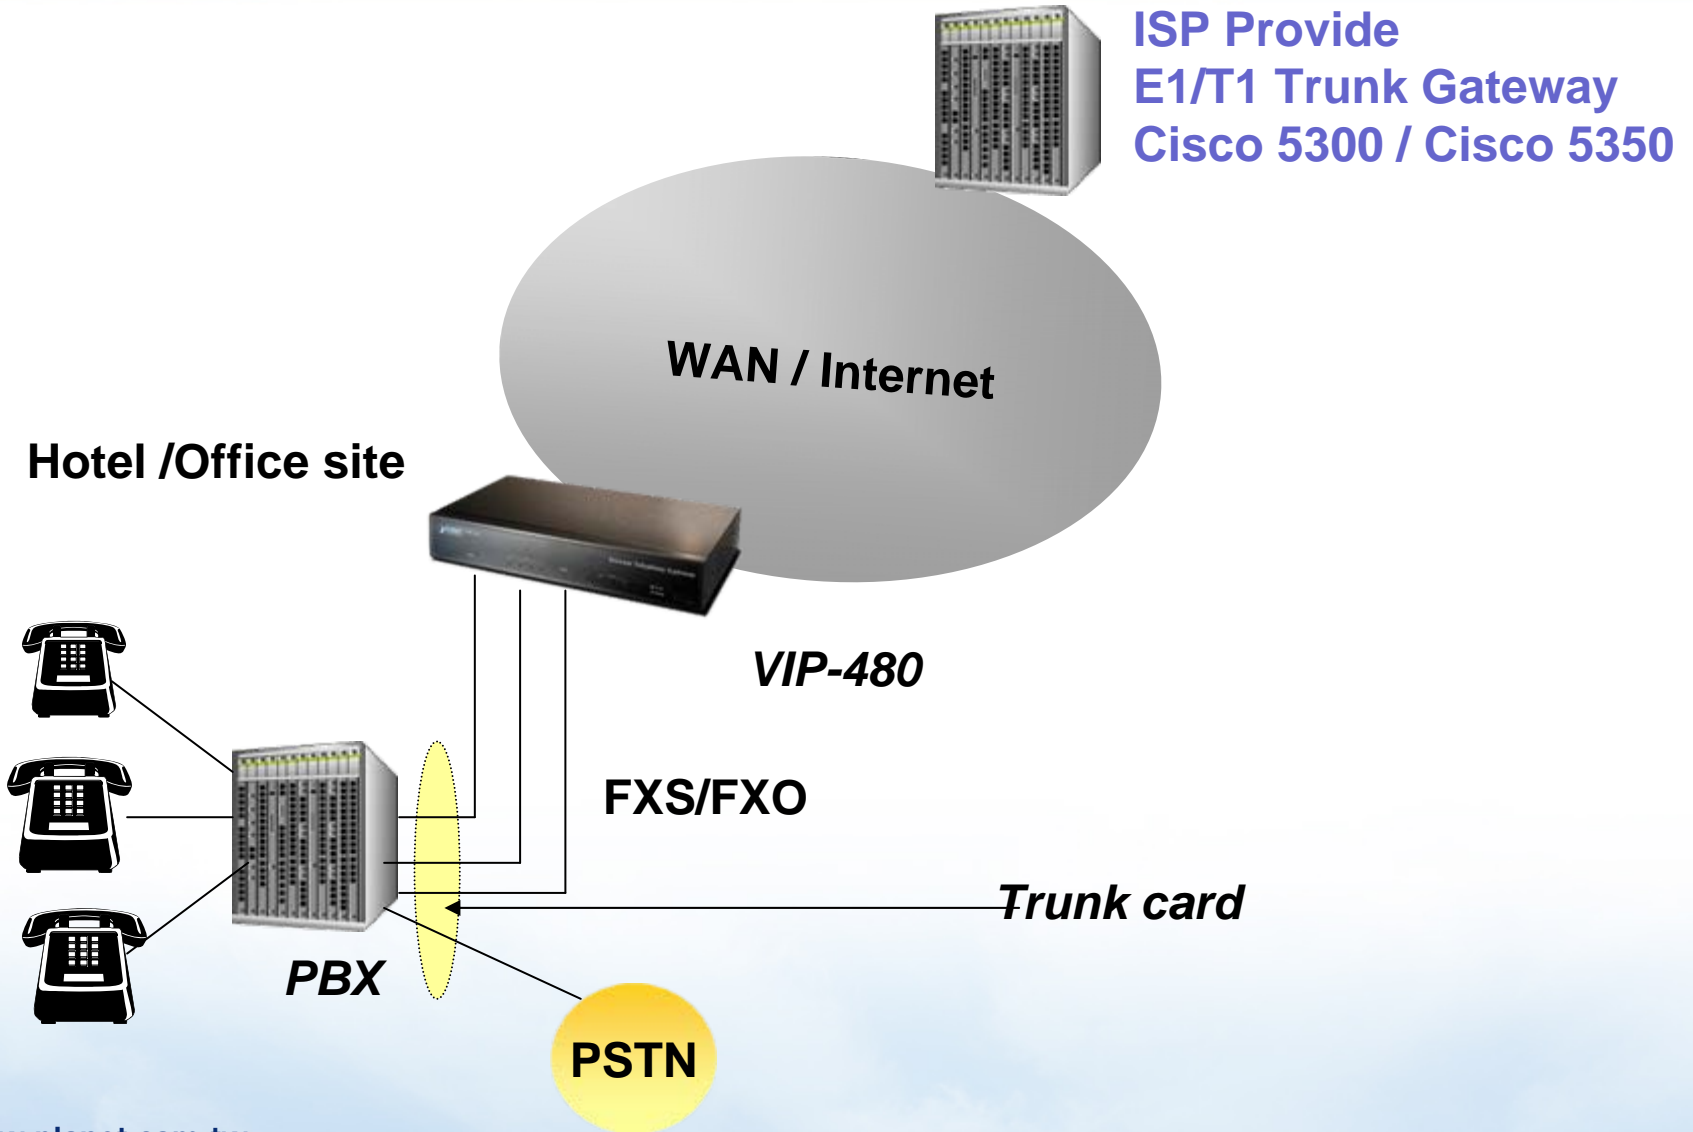 ISP Provide
E1/T1 Trunk Gateway
Cisco 5300 / Cisco 5350
WAN / Internet
Hotel /Office site
VIP-480
FXS/FXO
Trunk card
PBX
PSTN